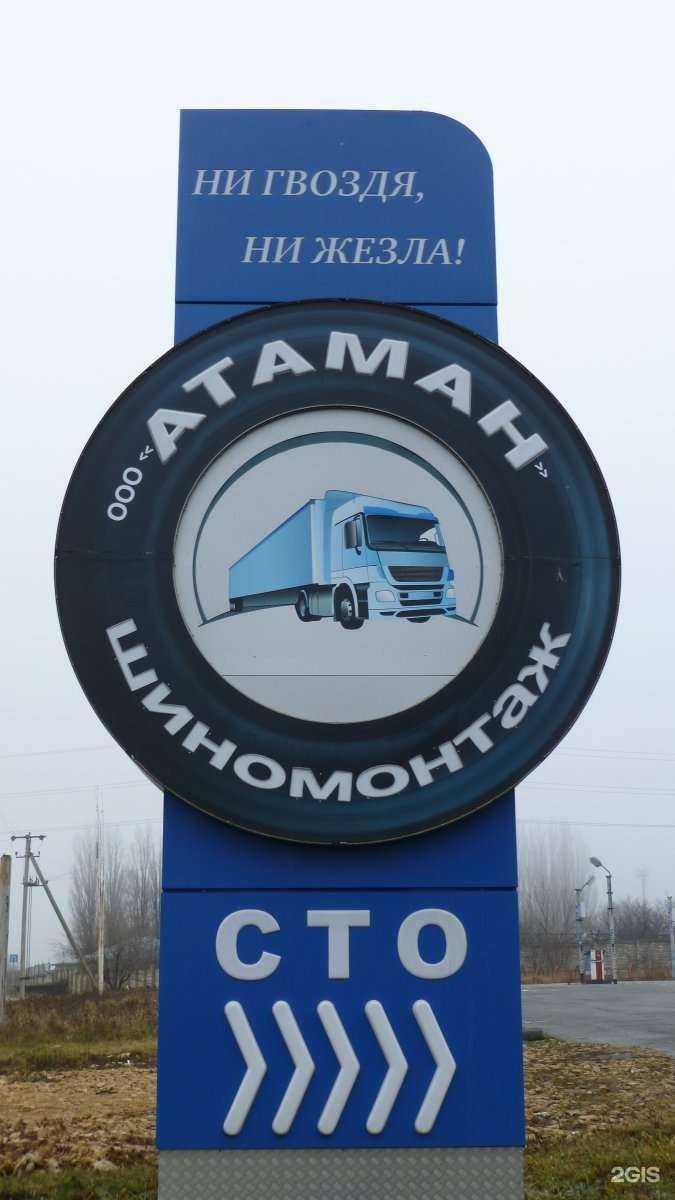 НИ ГВОЗДЯ,
НИ ЖЕЗЛА!
ООО «АТАМАН»
ШИНОМОНТАЖ
СТО
2GIS